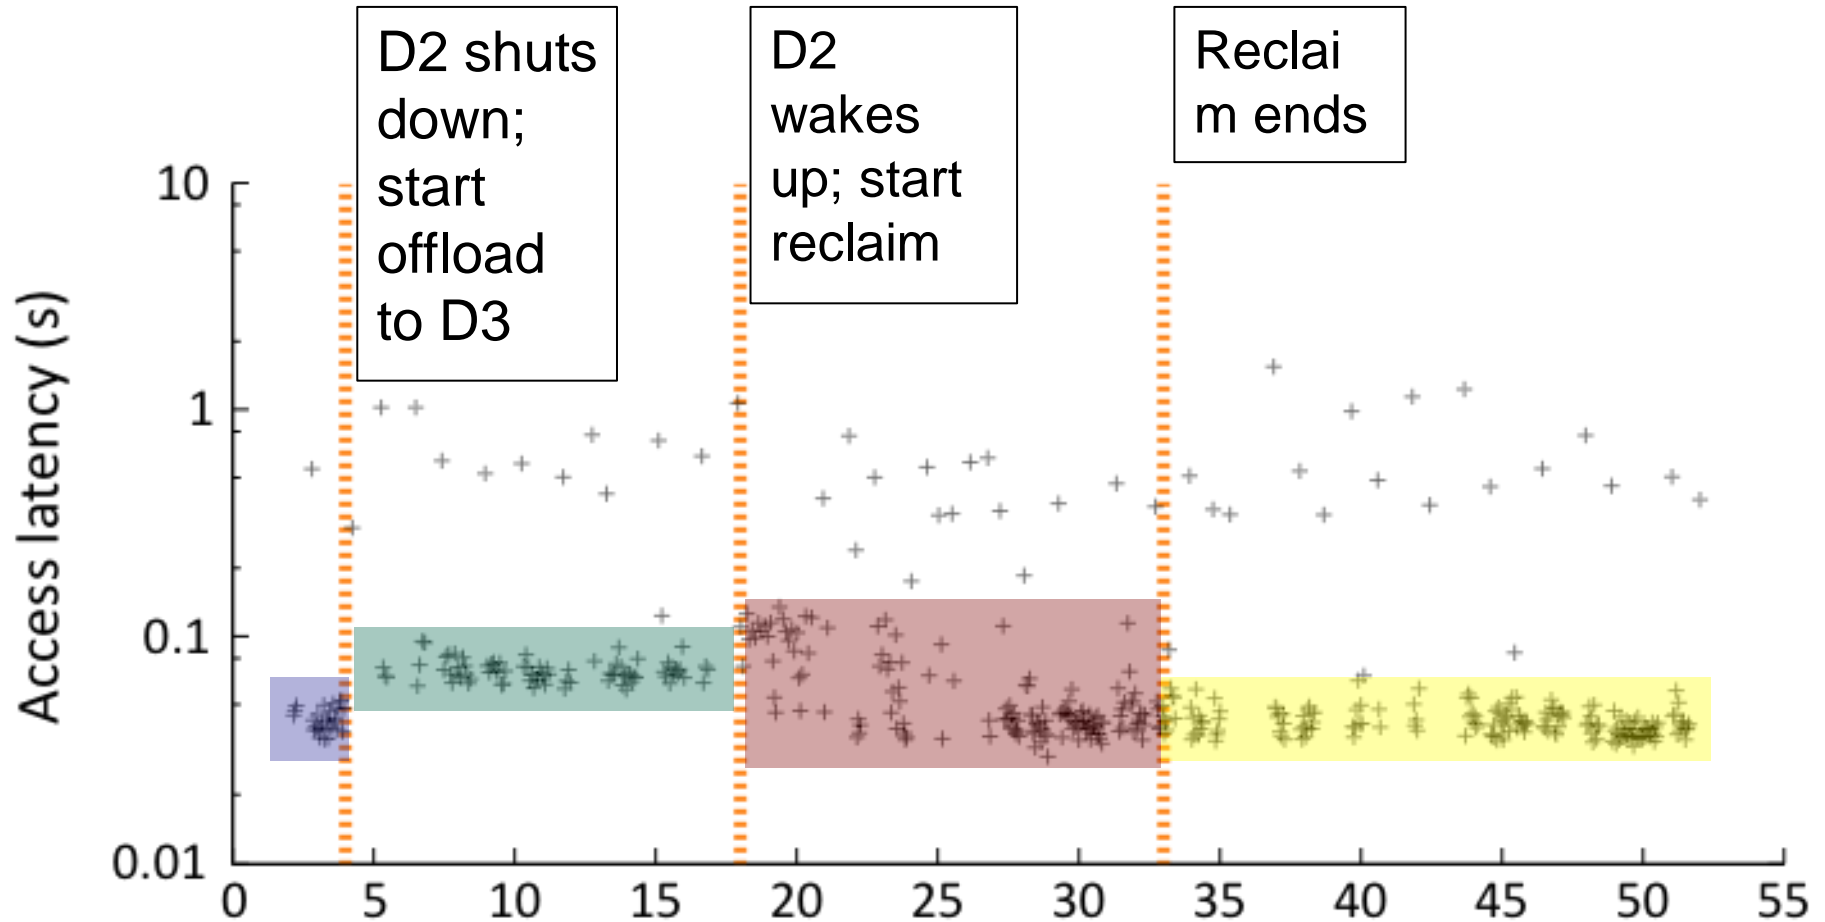 D2 shuts
down;
start
offload
to D3
D2
wakes
up; start
reclaim
Reclai
m ends
Access latency (s)
10
1
0.1
0.01
0 5 10 15 20 25 30 35 40 45 50 55